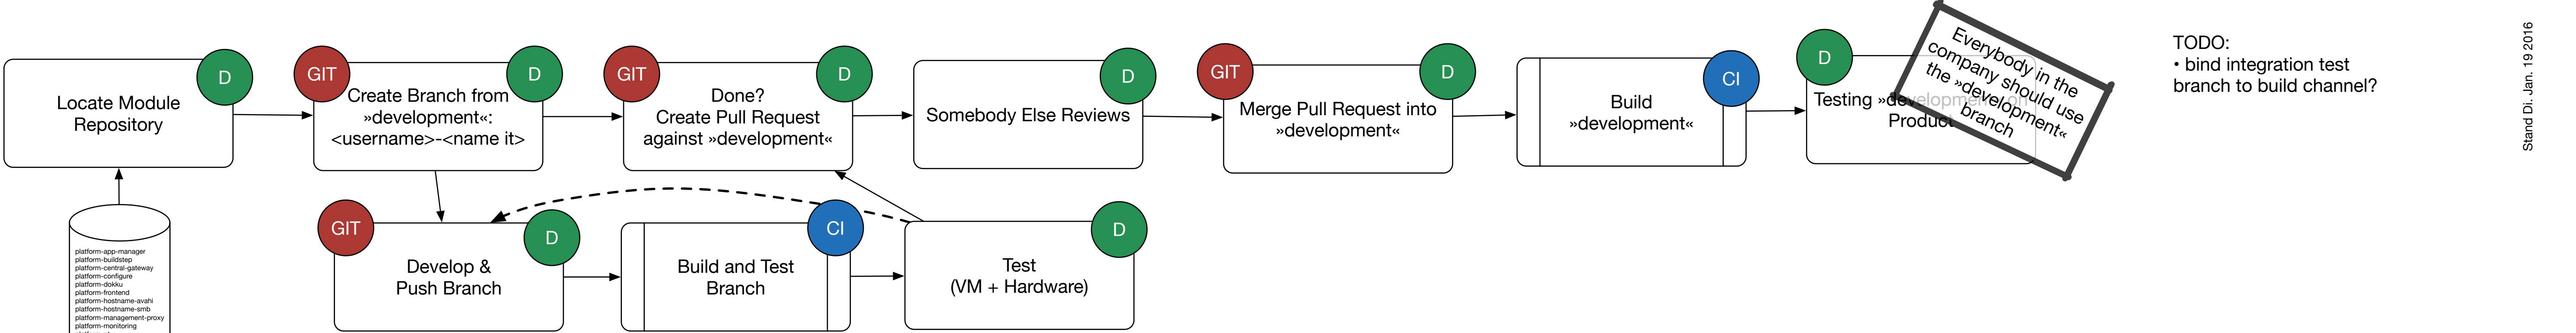 Locate Module
Repository
D
GIT
D
Create Branch from
»development«:
<username>-<name it>
GIT
D
Done?
Create Pull Request
against »development«
D
Somebody Else Reviews
GIT
D
Merge Pull Request into
»development«
CI
Build
»development«
D
Testing »development« on
Product
Everybody in the
company should use
the »development«
branch
TODO:
• bind integration test
branch to build channel?
Stand Di. Jan. 19 2016
GIT
D
Develop &
Push Branch
CI
Build and Test
Branch
D
Test
(VM + Hardware)
platform-app-manager
platform-buildstep
platform-central-gateway
platform-configure
platform-dokku
platform-frontend
platform-hostname-avahi
platform-hostname-smb
platform-management-proxy
platform-monitoring